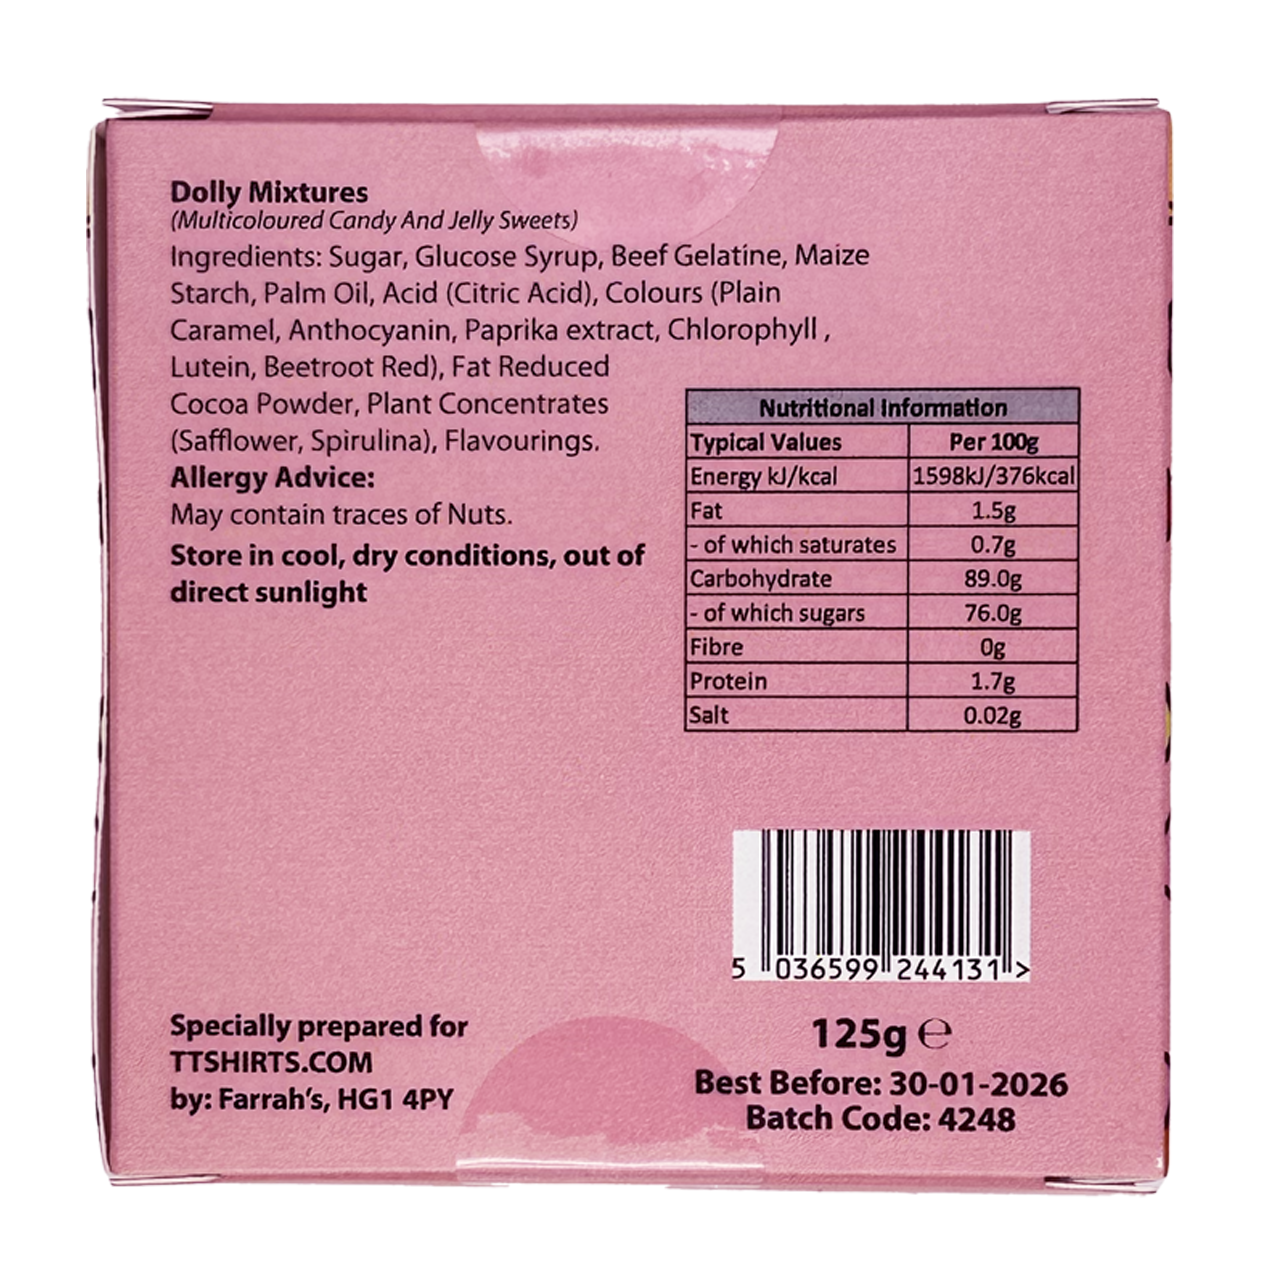 Dolly Mixtures
(Multicoloured Candy And Jelly Sweets)
Ingredients: Sugar, Glucose Syrup, Beef Gelatine, Maize
Starch, Palm Oil, Acid (Citric Acid), Colours (Plain
Caramel, Anthocyanin, Paprika extract, Chlorophyll ,
Lutein, Beetroot Red), Fat Reduced
Cocoa Powder, Plant Concentrates
(Safflower, Spirulina), Flavourings.
Allergy Advice:
May contain traces of Nuts.
Store in cool, dry conditions, out of
direct sunlight
Nutritional Information
Typical Values Per 100g
Energy kJ/kcal 1598kJ/376kcal
Fat 1.5g
- of which saturates 0.7g
Carbohydrate 89.0g
- of which sugars 76.0g
Fibre 0g
Protein 1.7g
Salt 0.02g
5 036599 244131 >
Specially prepared for
TTSHIRTS.COM
by: Farrah's, HG1 4PY
125g ℮
Best Before: 30-01-2026
Batch Code: 4248